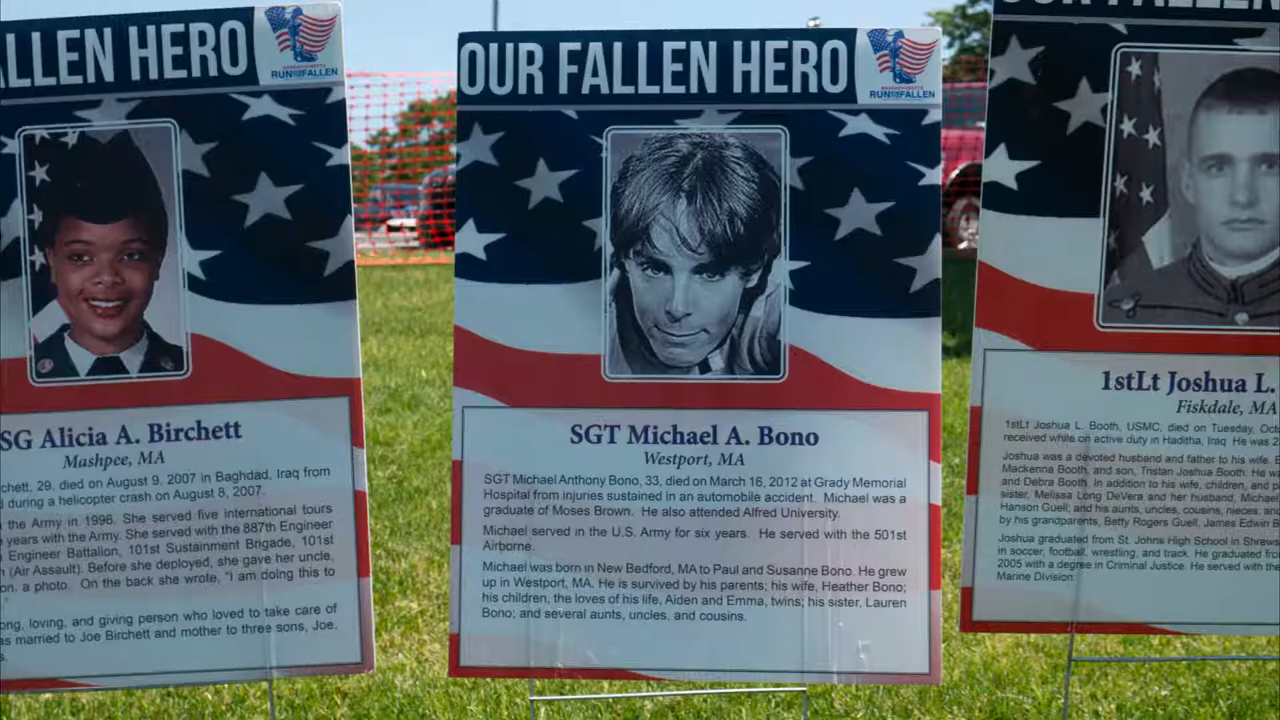 ALLEN HERO
RUN FALLEN
SG Alicia A. Birchett
Mashpee, MA
chett, 29, died on August 9, 2007 in Baghdad, Iraq from
d during a helicopter crash on August 8, 2007.
the Army in 1996. She served five international tours
years with the Army. She served with the 887th Engineer
Engineer Battalion, 101st Sustainment Brigade, 101st
(Air Assault). Before she deployed, she gave her uncle,
on, a photo. On the back she wrote, "I am doing this to
ong, loving, and giving person who loved to take care of
as married to Joe Birchett and mother to three sons, Joe,
s.
OUR FALLEN HERO
MASSACHUSETTS
RUN FALLEN
SGT Michael A. Bono
Westport, MA
SGT Michael Anthony Bono, 33, died on March 16, 2012 at Grady Memorial
Hospital from injuries sustained in an automobile accident. Michael was a
graduate of Moses Brown. He also attended Alfred University.
Michael served in the U.S. Army for six years. He served with the 501st
Airborne.
Michael was born in New Bedford, MA to Paul and Susanne Bono. He grew
up in Westport, MA. He is survived by his parents; his wife, Heather Bono;
his children, the loves of his life, Aiden and Emma, twins; his sister, Lauren
Bono; and several aunts, uncles, and cousins.
OUR FALLEN HERO
1stLt Joshua L.
Fiskdale, MA
1stLt Joshua L. Booth, USMC, died on Tuesday, Oct
received while on active duty in Haditha, Iraq. He was 2
Joshua was a devoted husband and father to his wife, E
Mackenna Booth, and son, Tristan Joshua Booth. He wa
and Debra Booth. In addition to his wife, children, and p
sister, Melissa Long DeVera and her husband, Michael
Hanson Guell; and his aunts, uncles, cousins, nieces, an
by his grandparents, Betty Rogers Guell, James Edwin B
Joshua graduated from St. Johns High School in Shrews
in soccer, football, wrestling, and track. He graduated fro
2005 with a degree in Criminal Justice. He served with the
Marine Division.